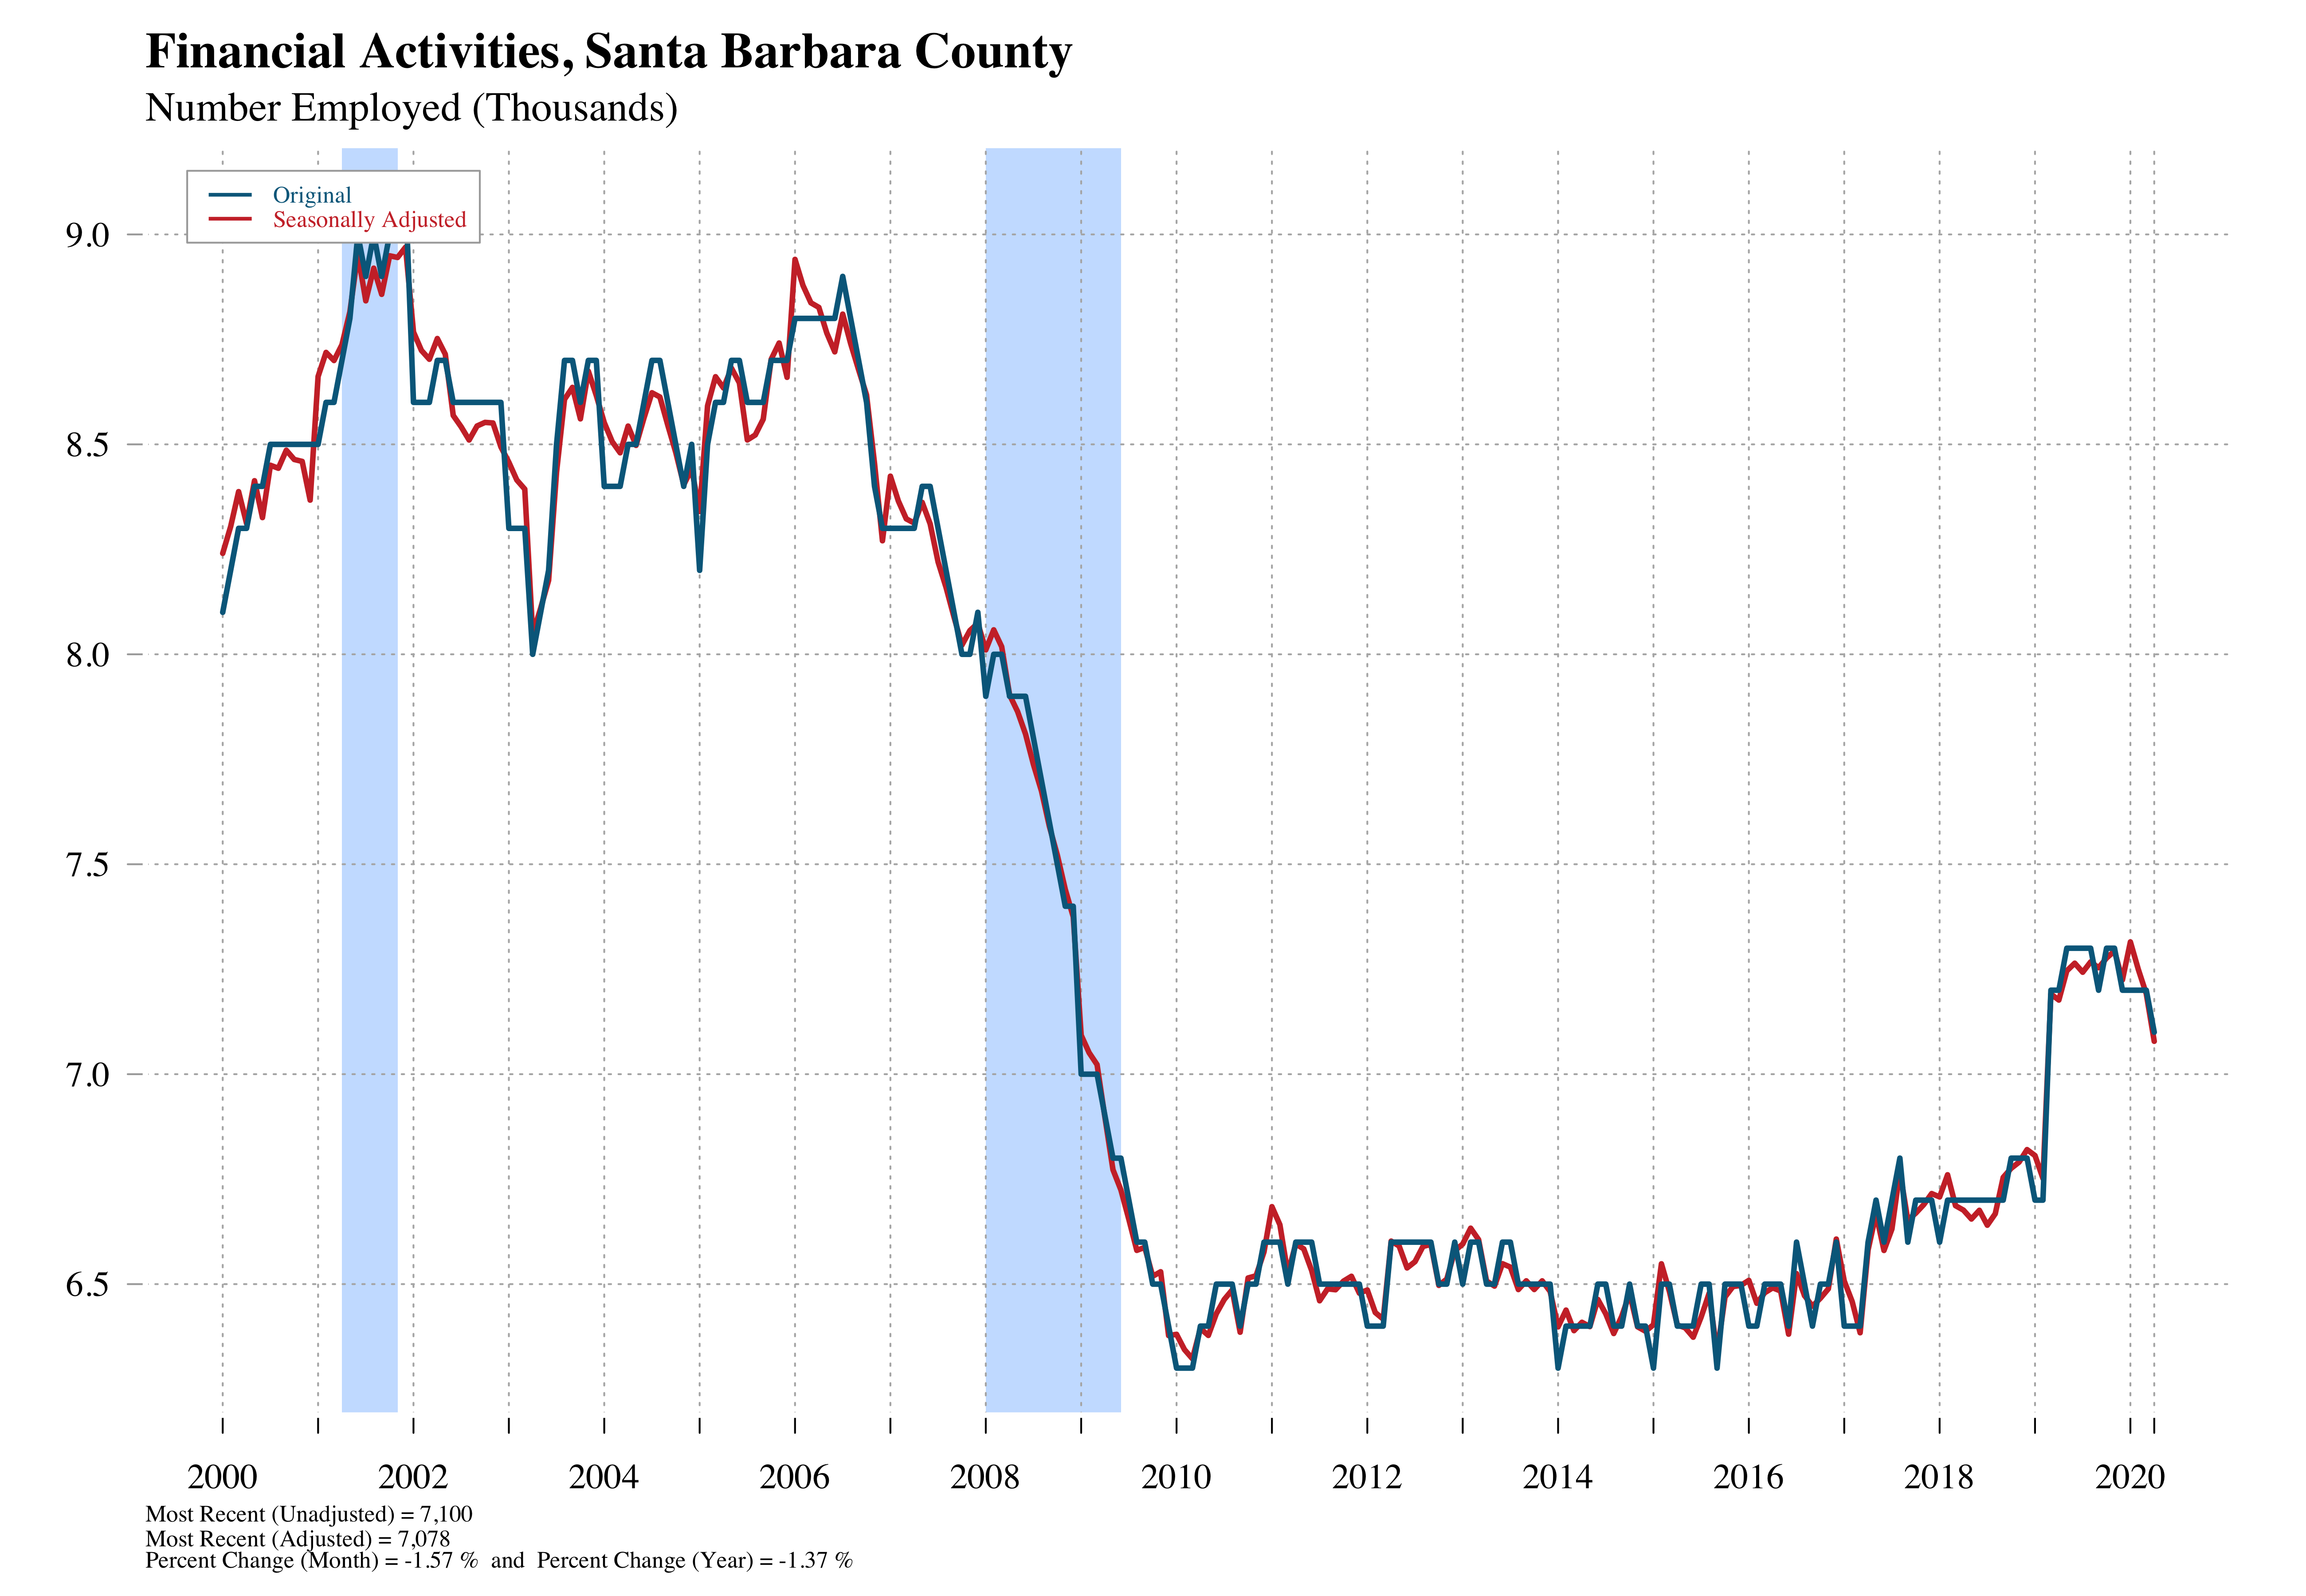 Financial Activities, Santa Barbara County
Number Employed (Thousands)
Original
Seasonally Adjusted
9.0
8.5
8.0
7.5
7.0
6.5
2000 2002 2004 2006 2008 2010 2012 2014 2016 2018 2020
Most Recent (Unadjusted) = 7,100
Most Recent (Adjusted) = 7,078
Percent Change (Month) = -1.57 % and Percent Change (Year) = -1.37 %